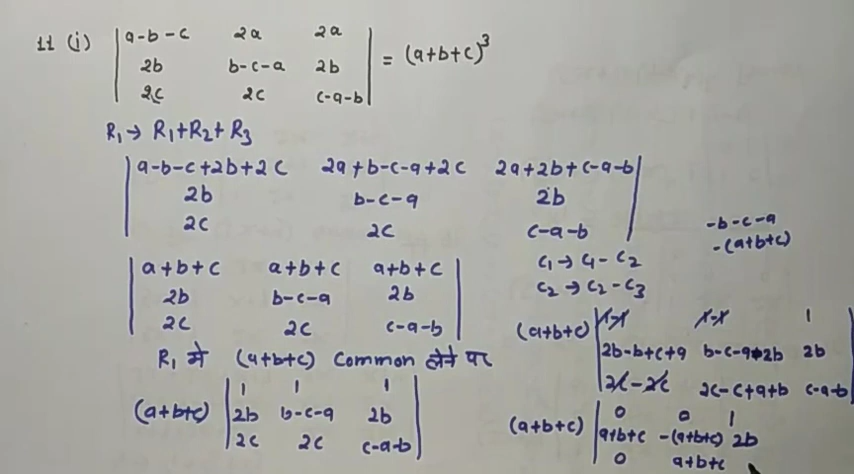 11 (i) | a-b-c 2a 2a |
| 2b b-c-a 2b | = (a+b+c)³
| 2c 2c c-a-b |
R₁→ R₁+R₂+R₃
| a-b-c+2b+2c 2a+b-c-a+2c 2a+2b+c-a-b |
| 2b b-c-a 2b |
| 2c 2c c-a-b |
| a+b+c a+b+c a+b+c |
| 2b b-c-a 2b |
| 2c 2c c-a-b |
R₁ मे (a+b+c) common लेने पर
| 1 1 1 |
(a+b+c) | 2b b-c-a 2b |
| 2c 2c c-a-b |
-b-c-a
-(a+b+c)
C₁→ C₁-C₂
C₂→ C₂-C₃
(a+b+c) | 1-1 1-1 1 |
| 2b-b+c+a b-c-a-2b 2b |
| 2c-2c 2c-c+a+b c-a-b |
| 0 0 1
(a+b+c) | a+b+c -(a+b+c) 2b
| 0 a+b+c